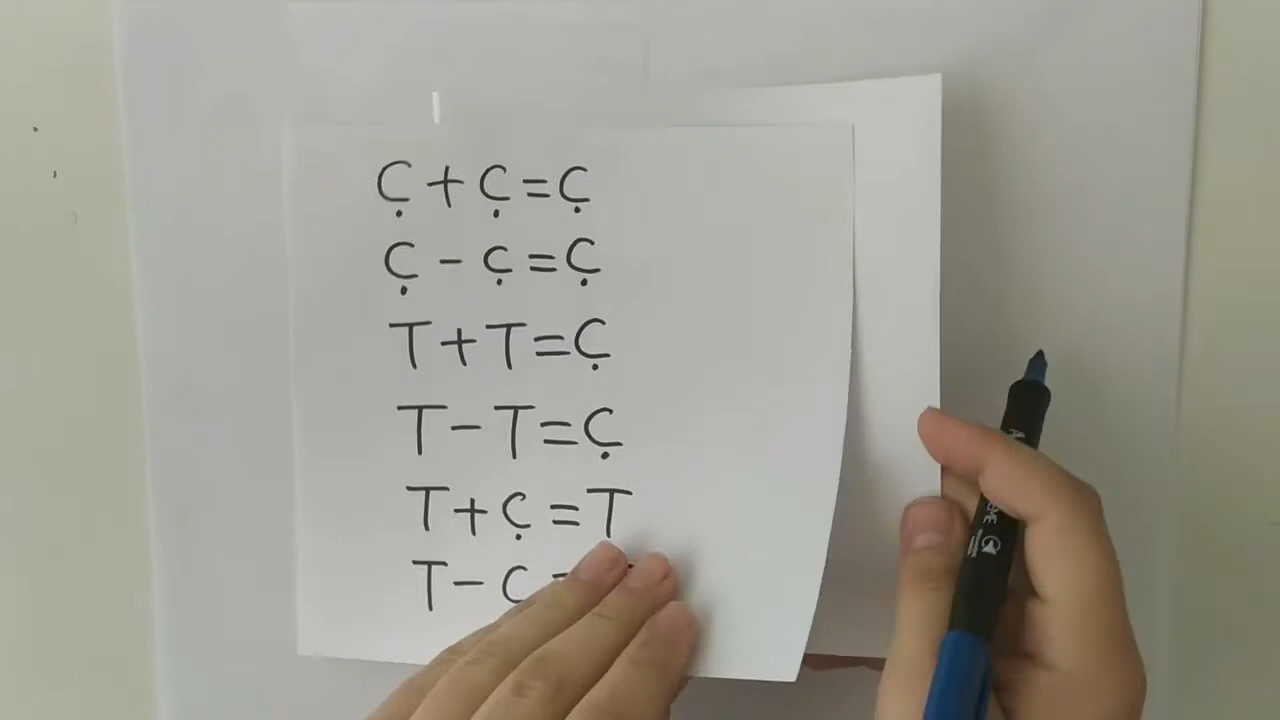 Ç + Ç = Ç
Ç - Ç = Ç
T + T = Ç
T - T = Ç
T + Ç = T
T - Ç